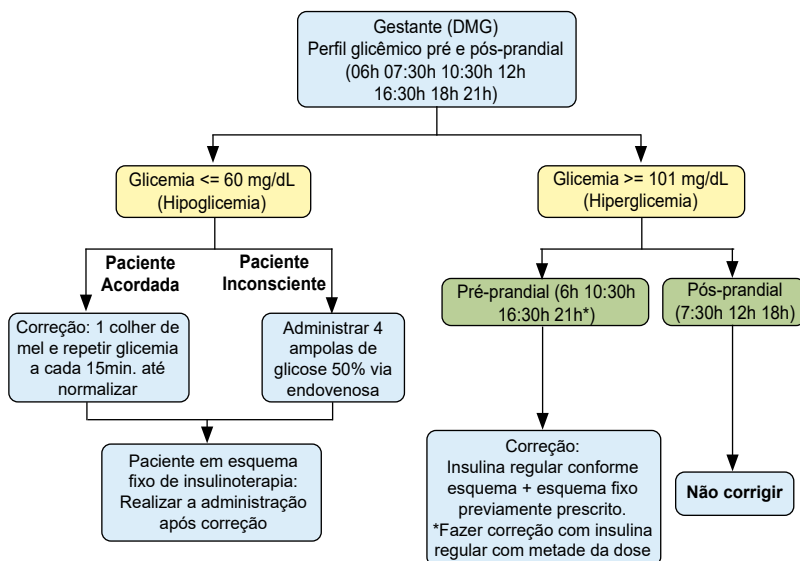 Gestante (DMG)
Perfil glicêmico pré e pós-prandial
(06h 07:30h 10:30h 12h
16:30h 18h 21h)
Glicemia <= 60 mg/dL
(Hipoglicemia)
Glicemia >= 101 mg/dL
(Hiperglicemia)
Paciente
Acordada
Paciente
Inconsciente
Pré-prandial (6h 10:30h
16:30h 21h*)
Pós-prandial
(7:30h 12h 18h)
Correção: 1 colher de
mel e repetir glicemia
a cada 15min. até
normalizar
Administrar 4
ampolas de
glicose 50% via
endovenosa
Paciente em esquema
fixo de insulinoterapia:
Realizar a administração
após correção
Correção:
Insulina regular conforme
esquema + esquema fixo
previamente prescrito.
*Fazer correção com insulina
regular com metade da dose
Não corrigir